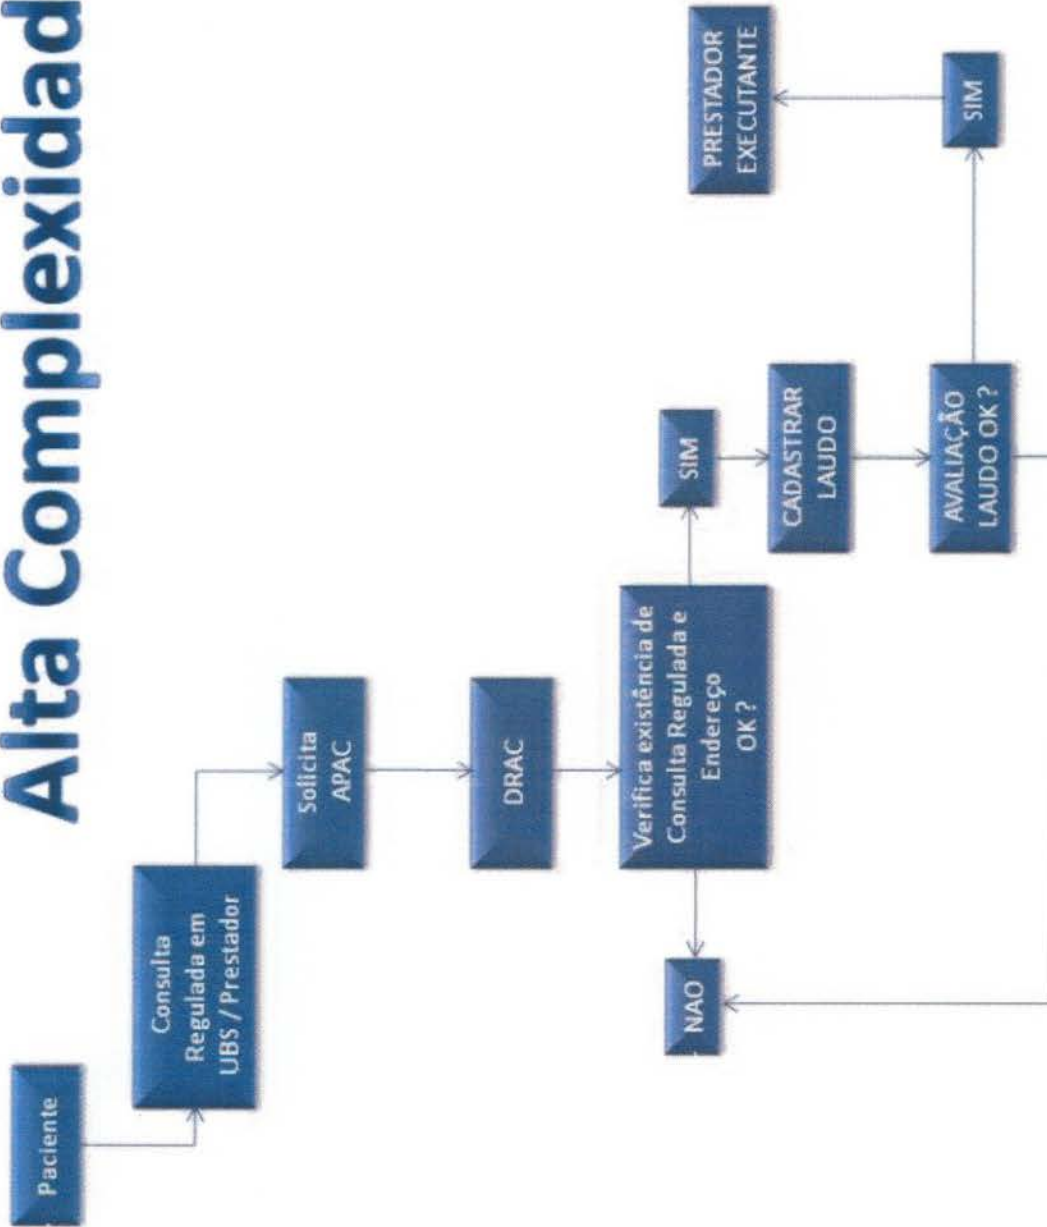 Alta Complexidad
Paciente
Consulta
Regulada em
UBS / Prestador
Solicita
APAC
DRAC
Verifica existência de
Consulta Regulada e
Endereço
OK ?
NAO
SIM
CADASTRAR
LAUDO
AVALIAÇÃO
LAUDO OK ?
SIM
PRESTADOR
EXECUTANTE